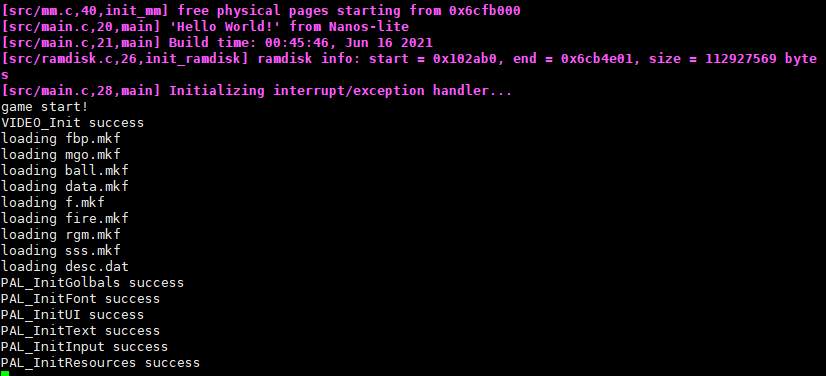 [src/mm.c,40,init_mm] free physical pages starting from 0x6cfb000
[src/main.c,20,main] 'Hello World!' from Nanos-lite
[src/main.c,21,main] Build time: 00:45:46, Jun 16 2021
[src/ramdisk.c,26,init_ramdisk] ramdisk info: start = 0x102ab0, end = 0x6cb4e01, size = 112927569 byte
s
[src/main.c,28,main] Initializing interrupt/exception handler...
game start!
VIDEO_Init success
loading fbp.mkf
loading mgo.mkf
loading ball.mkf
loading data.mkf
loading f.mkf
loading fire.mkf
loading rgm.mkf
loading sss.mkf
loading desc.dat
PAL_InitGolbals success
PAL_InitFont success
PAL_InitUI success
PAL_InitText success
PAL_InitInput success
PAL_InitResources success